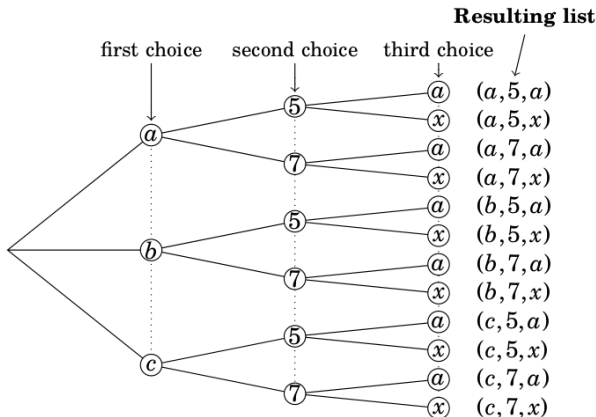 Resulting list
first choice second choice third choice
a (a,5,a)
5
x (a,5,x)
a
a (a,7,a)
7
x (a,7,x)
a (b,5,a)
5
x (b,5,x)
b
a (b,7,a)
7
x (b,7,x)
a (c,5,a)
5
x (c,5,x)
c
a (c,7,a)
7
x (c,7,x)